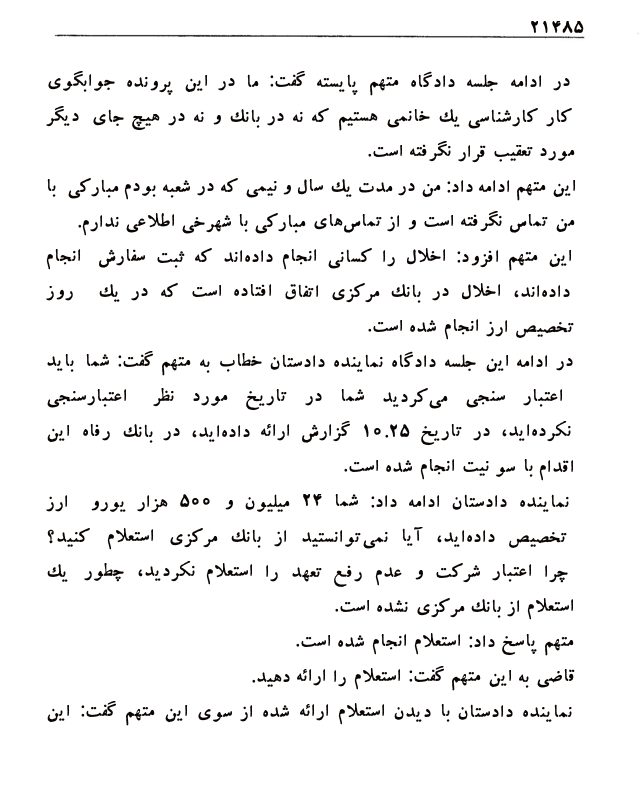 ۲۱۴۸۵
در ادامه جلسه دادگاه متهم پایسته گفت: ما در این پرونده جوابگوی
کار کارشناسی یك خانمی هستیم که نه در بانك و نه در هیچ جای دیگر
مورد تعقیب قرار نگرفته است.
این متهم ادامه داد: من در مدت یك سال و نیمی که در شعبه بودم مبارکی با
من تماس نگرفته است و از تماس‌های مبارکی با شهرخی اطلاعی ندارم.
این متهم افزود: اخلال را کسانی انجام داده‌اند که ثبت سفارش انجام
داده‌اند، اخلال در بانك مرکزی اتفاق افتاده است که در یك روز
تخصیص ارز انجام شده است.
در ادامه این جلسه دادگاه نماینده دادستان خطاب به متهم گفت: شما باید
اعتبار سنجی می‌کردید شما در تاریخ مورد نظر اعتبارسنجی
نکرده‌اید، در تاریخ ۱۰.۲۵ گزارش ارائه داده‌اید، در بانك رفاه این
اقدام با سو نیت انجام شده است.
نماینده دادستان ادامه داد: شما ۲۴ میلیون و ۵۰۰ هزار یورو ارز
تخصیص داده‌اید، آیا نمی‌توانستید از بانك مرکزی استعلام کنید؟
چرا اعتبار شرکت و عدم رفع تعهد را استعلام نکردید، چطور یك
استعلام از بانك مرکزی نشده است.
متهم پاسخ داد: استعلام انجام شده است.
قاضی به این متهم گفت: استعلام را ارائه دهید.
نماینده دادستان با دیدن استعلام ارائه شده از سوی این متهم گفت: این